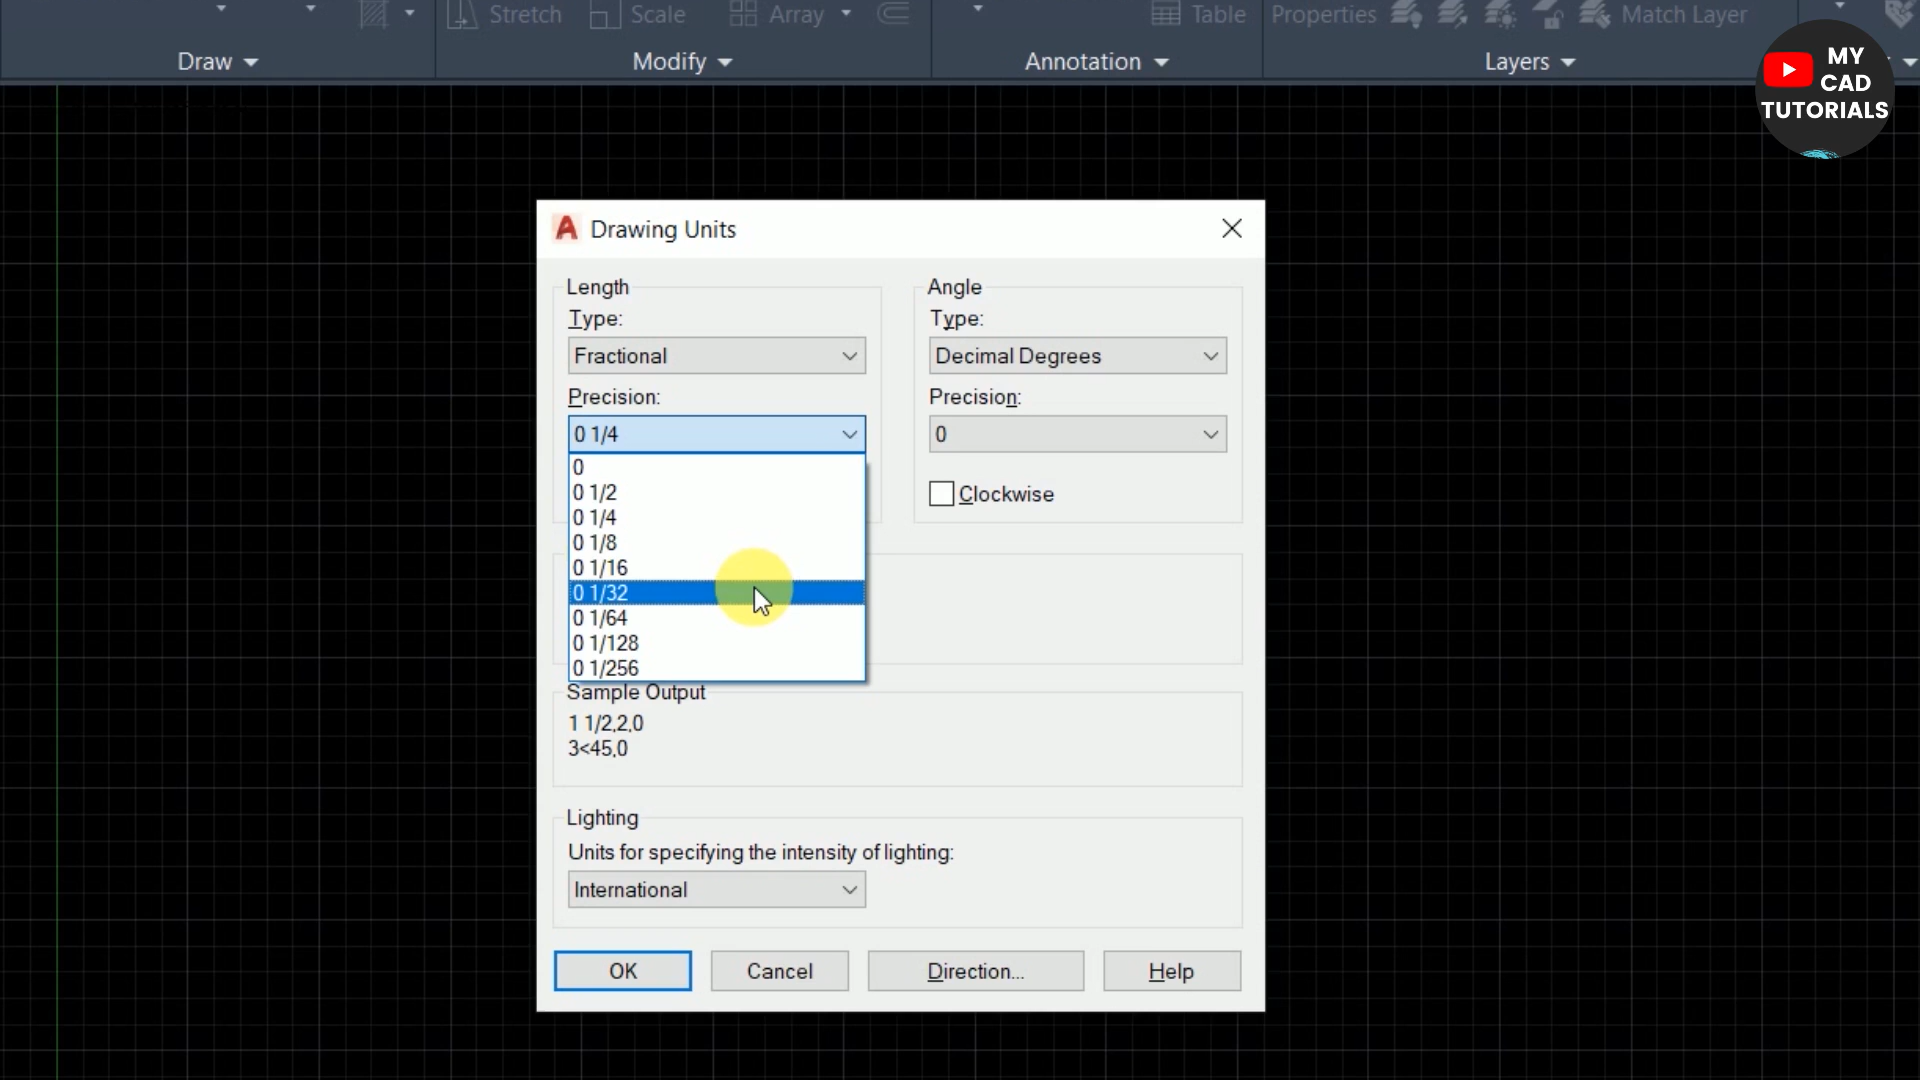 Stretch Scale Array Table Properties Match Layer
Draw Modify Annotation Layers
MY
CAD
TUTORIALS
Drawing Units
Length
Type:
Fractional
Precision:
0 1/4
0
0 1/2
0 1/4
0 1/8
0 1/16
0 1/32
0 1/64
0 1/128
0 1/256
Angle
Type:
Decimal Degrees
Precision:
0
Clockwise
Sample Output
1 1/2,2,0
3<45,0
Lighting
Units for specifying the intensity of lighting:
International
OK Cancel Direction... Help